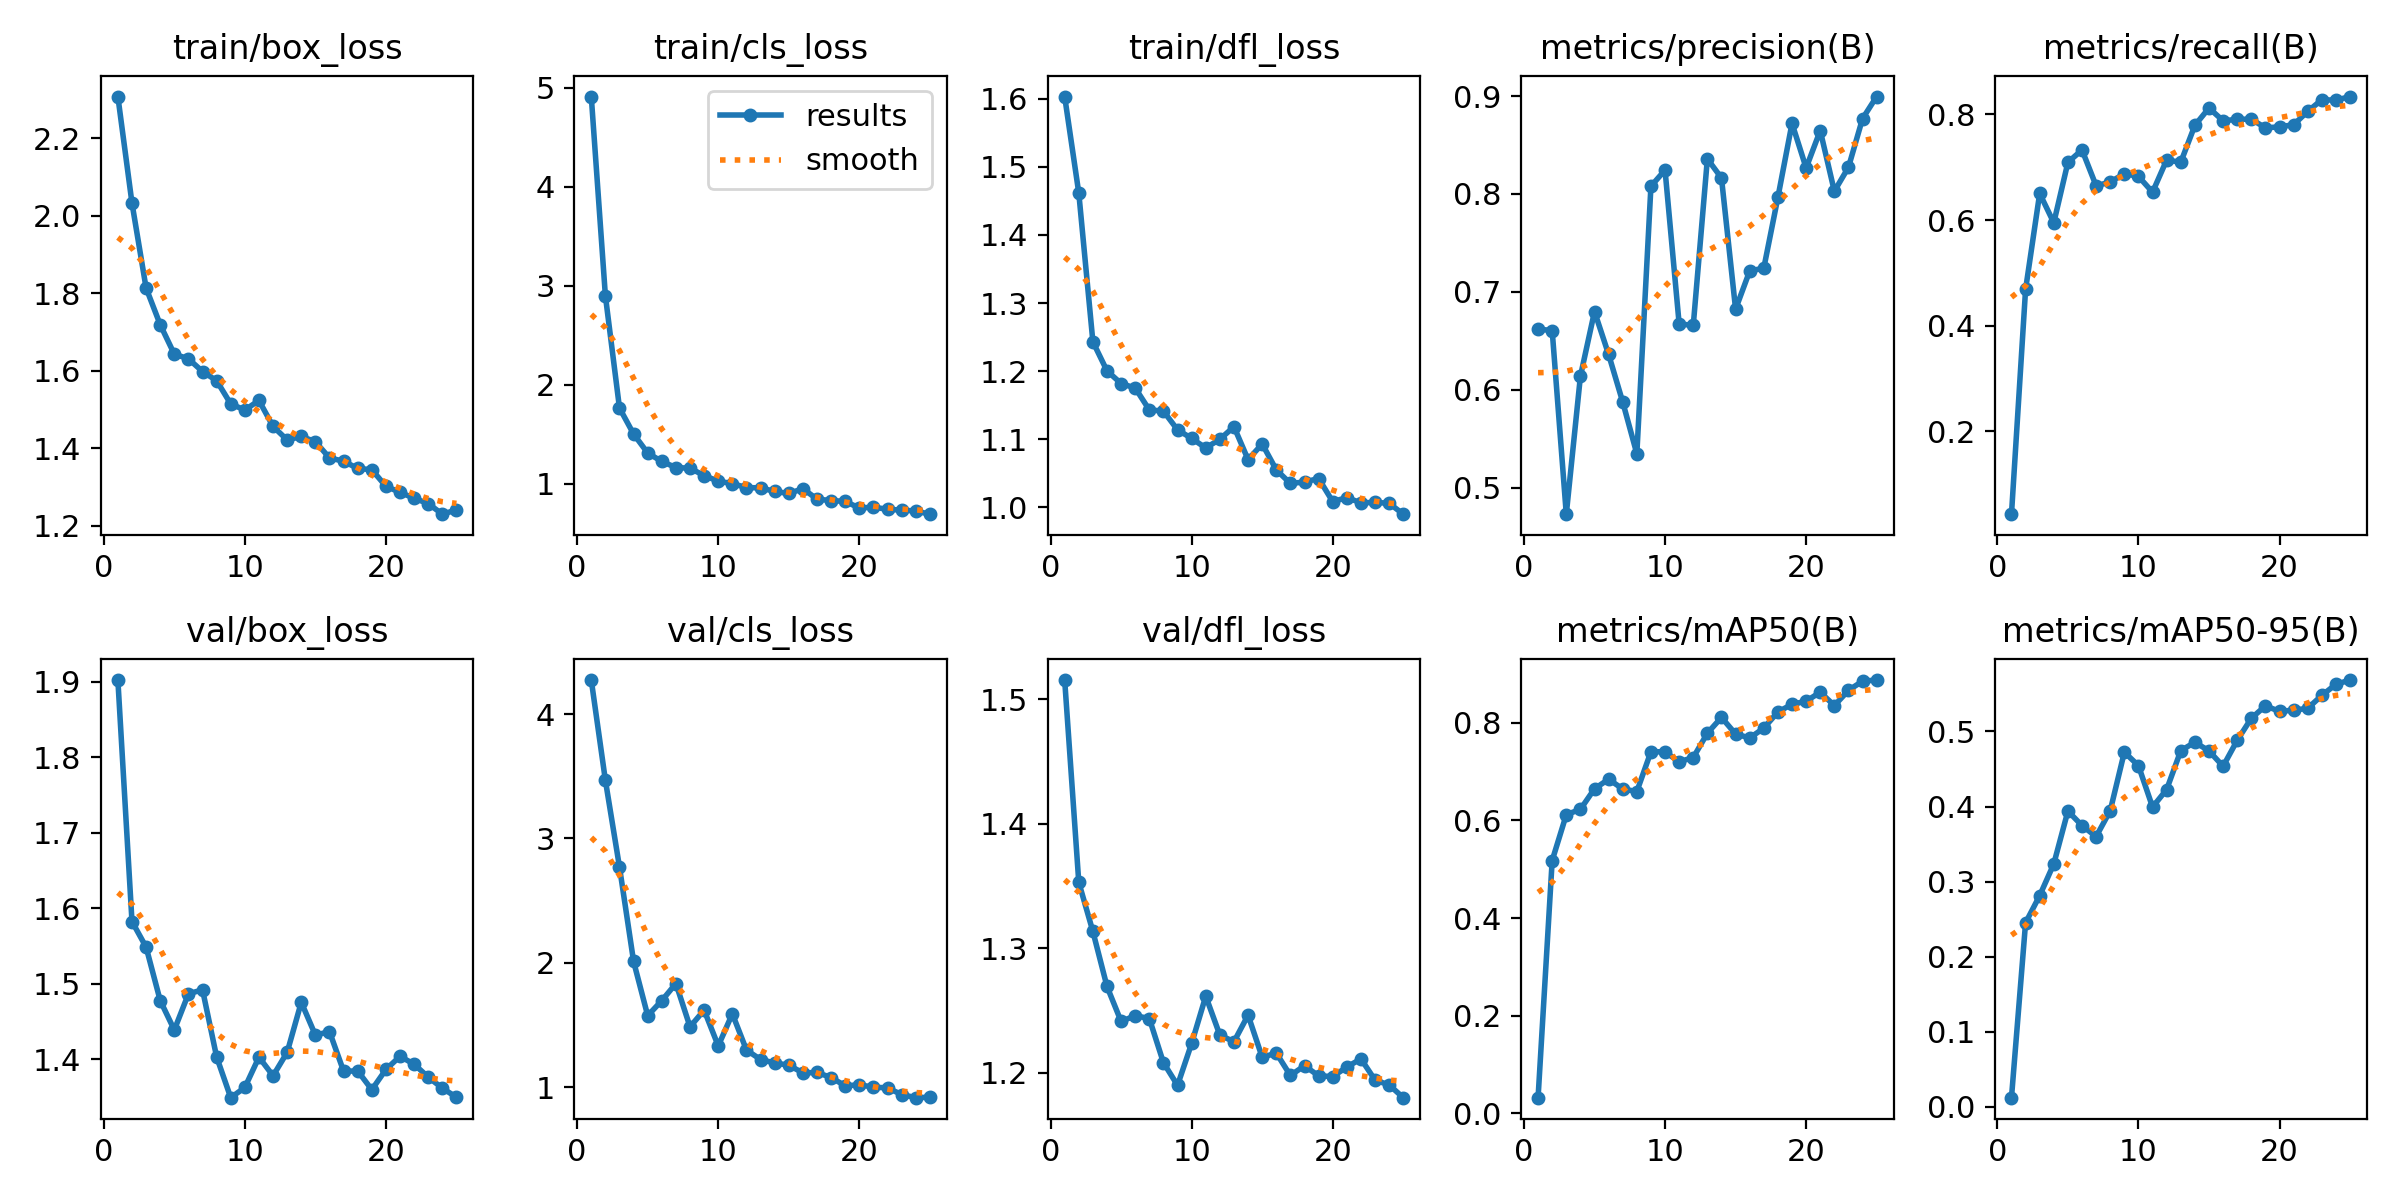 train/box_loss
2.2
2.0
1.8
1.6
1.4
1.2
0 10 20
train/cls_loss
results
smooth
5
4
3
2
1
0 10 20
train/dfl_loss
1.6
1.5
1.4
1.3
1.2
1.1
1.0
0 10 20
metrics/precision(B)
0.9
0.8
0.7
0.6
0.5
0 10 20
metrics/recall(B)
0.8
0.6
0.4
0.2
0 10 20
val/box_loss
1.9
1.8
1.7
1.6
1.5
1.4
0 10 20
val/cls_loss
4
3
2
1
0 10 20
val/dfl_loss
1.5
1.4
1.3
1.2
0 10 20
metrics/mAP50(B)
0.8
0.6
0.4
0.2
0.0
0 10 20
metrics/mAP50-95(B)
0.5
0.4
0.3
0.2
0.1
0.0
0 10 20